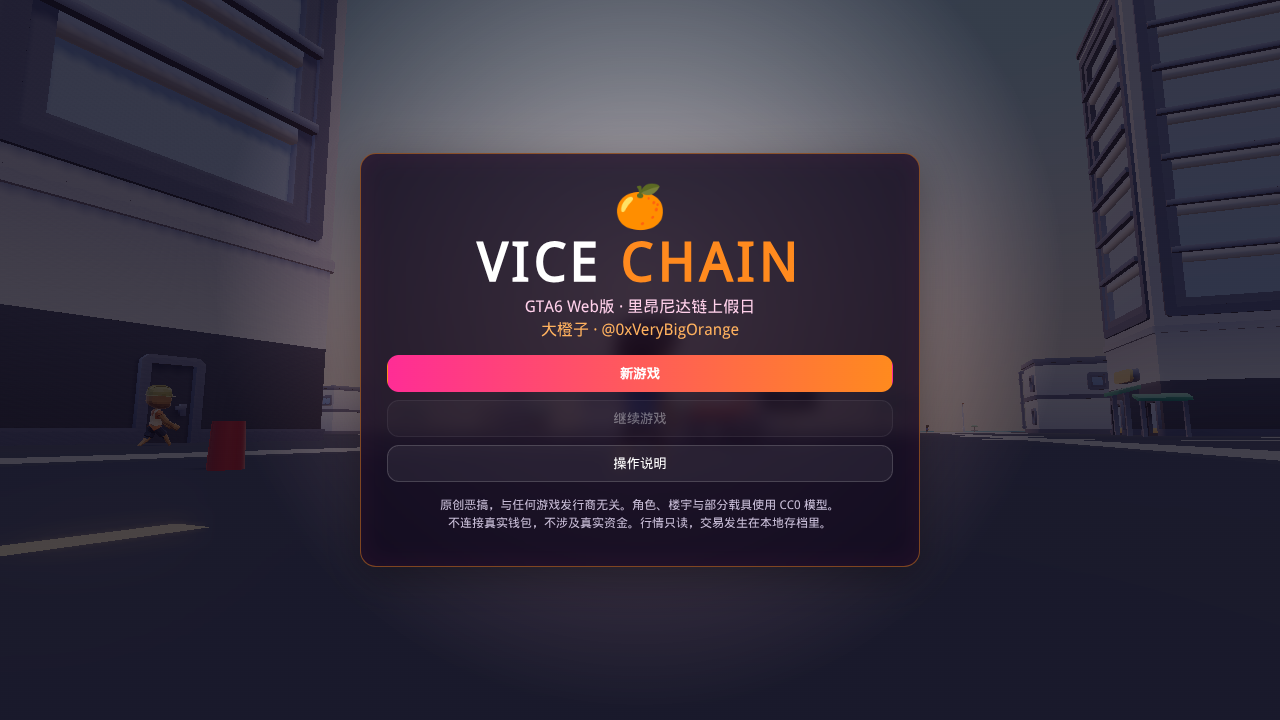 VICE CHAIN
GTA6 Web版 · 里昂尼达链上假日
大橙子 · @0xVeryBigOrange
新游戏
继续游戏
操作说明
原创恶搞，与任何游戏发行商无关。角色、楼宇与部分载具使用 CC0 模型。
不连接真实钱包，不涉及真实资金。行情只读，交易发生在本地存档里。